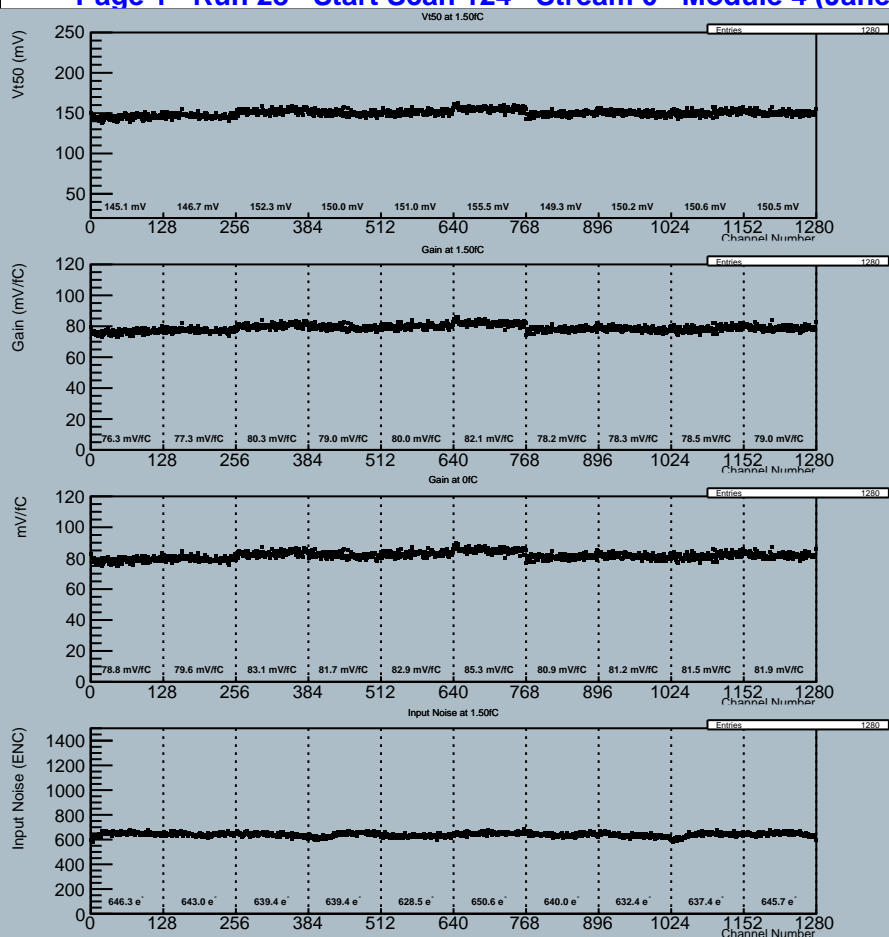 Page 1 Run 23 Start Scan 124 Stream 0 Module 4
Vt50 at 1.50fC
Entries 1280
Vt50 (mV)
250
200
150
100
50
145.1 mV 146.7 mV 152.3 mV 150.0 mV 151.0 mV 155.5 mV 149.3 mV 150.2 mV 150.6 mV 150.5 mV
0 128 256 384 512 640 768 896 1024 1152 1280
Channel Number
Gain at 1.50fC
Entries 1280
Gain (mV/fC)
120
100
80
60
40
20
0
76.3 mV/fC 77.3 mV/fC 80.3 mV/fC 79.0 mV/fC 80.0 mV/fC 82.1 mV/fC 78.2 mV/fC 78.3 mV/fC 78.5 mV/fC 79.0 mV/fC
0 128 256 384 512 640 768 896 1024 1152 1280
Channel Number
Gain at 0fC
Entries 1280
mV/fC
120
100
80
60
40
20
0
78.8 mV/fC 79.6 mV/fC 83.1 mV/fC 81.7 mV/fC 82.9 mV/fC 85.3 mV/fC 80.9 mV/fC 81.2 mV/fC 81.5 mV/fC 81.9 mV/fC
0 128 256 384 512 640 768 896 1024 1152 1280
Channel Number
Input Noise at 1.50fC
Entries 1280
Input Noise (ENC)
1400
1200
1000
800
600
400
200
0
646.3 e⁻ 643.0 e⁻ 639.4 e⁻ 639.4 e⁻ 628.5 e⁻ 650.6 e⁻ 640.0 e⁻ 632.4 e⁻ 637.4 e⁻ 645.7 e⁻
0 128 256 384 512 640 768 896 1024 1152 1280
Channel Number